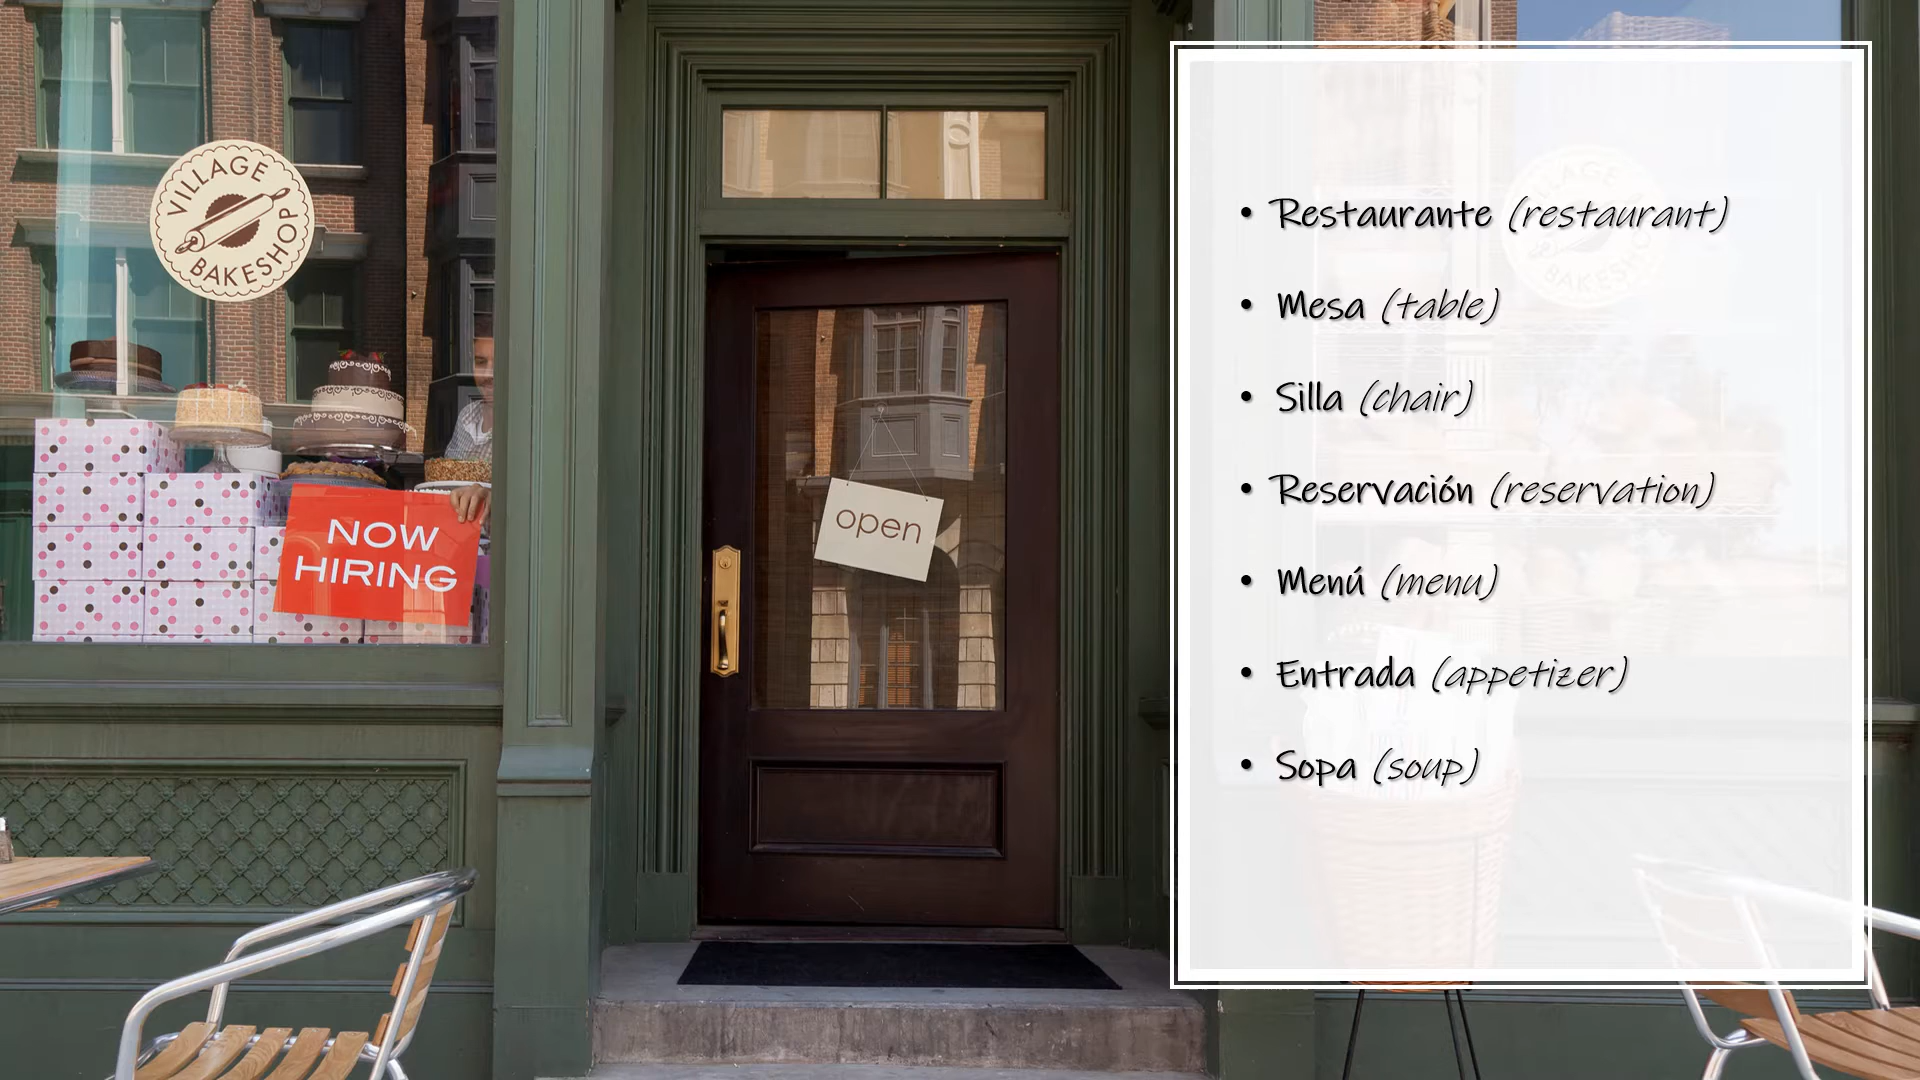 VILLAGE
BAKESHOP
NOW
HIRING
open
• Restaurante (restaurant)
• Mesa (table)
• Silla (chair)
• Reservación (reservation)
• Menú (menu)
• Entrada (appetizer)
• Sopa (soup)